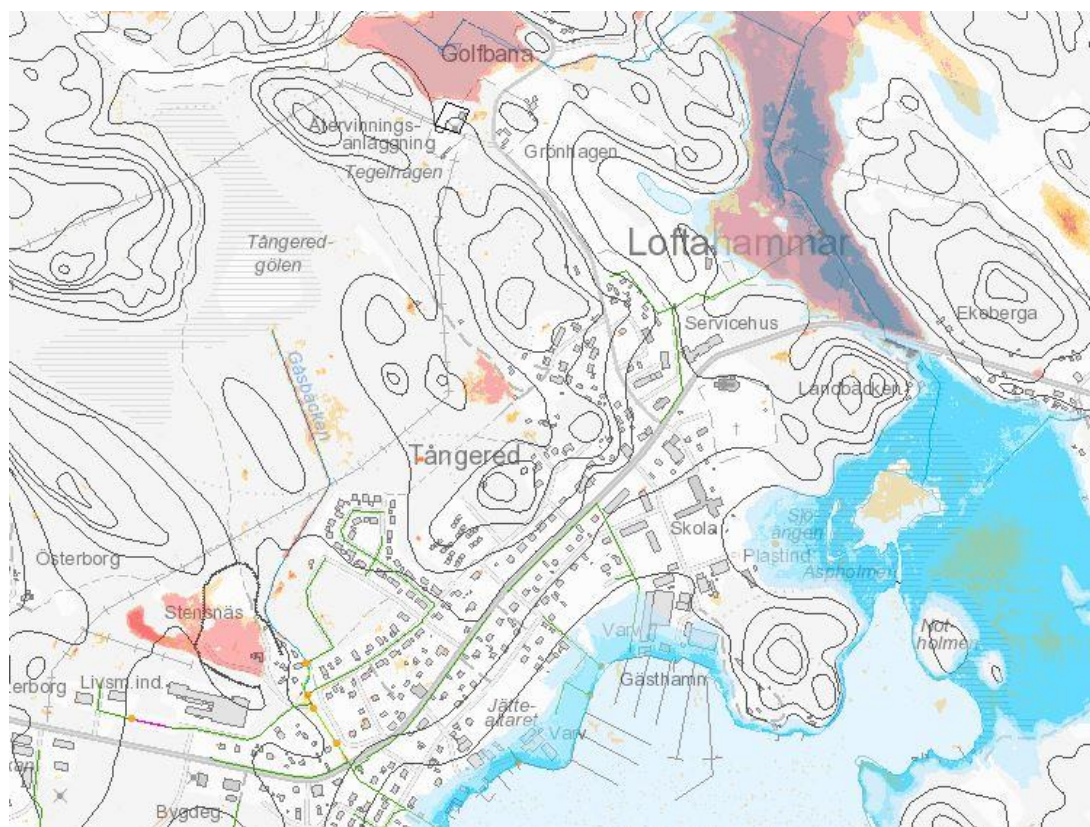 Golfbana
Återvinnings-
anläggning
Tegelhagen
Grönhagen
Loftahammar
Tångered-
gölen
Servicehus
Ekeberga
Gåsbäcken
Landbäcken
Tångered
Skola
Sjö-
ängen
Plastind.
Aspholmen
Österborg
Stensnäs
Not-
holmen
Varv
Livsm.ind.
Gästhamn
erborg
Jätte-
altaret
Varv
Bygdeg.